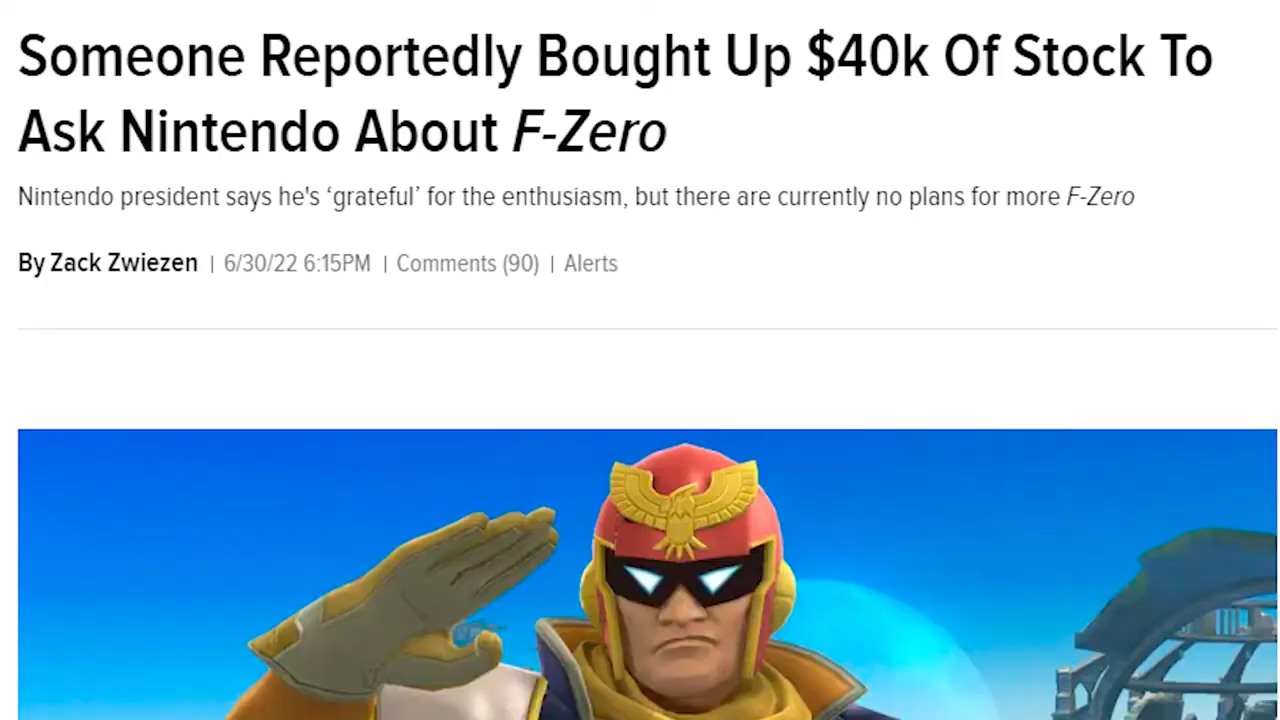 Someone Reportedly Bought Up $40k Of Stock To
Ask Nintendo About F-Zero
Nintendo president says he's ‘grateful’ for the enthusiasm, but there are currently no plans for more F-Zero
By Zack Zwiezen | 6/30/22 6:15PM | Comments (90) | Alerts